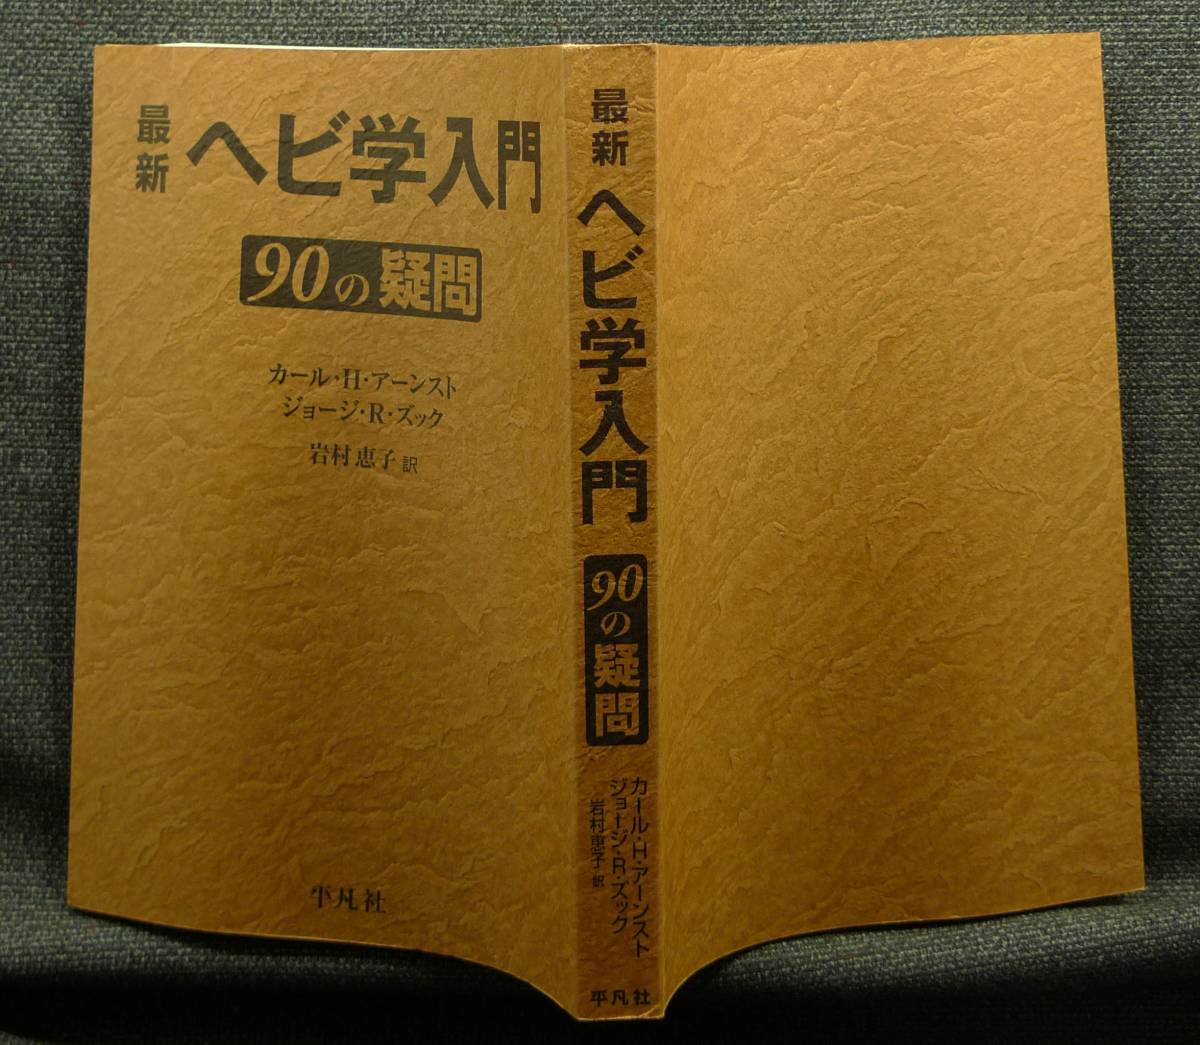 最新
ヘビ学入門
90の疑問
カール・H・アーンスト
ジョージ・R・ズック
岩村恵子 訳
平凡社
最新
ヘビ学入門
90の疑問
カール・H・アーンスト
ジョージ・R・ズック
岩村恵子 訳
平凡社